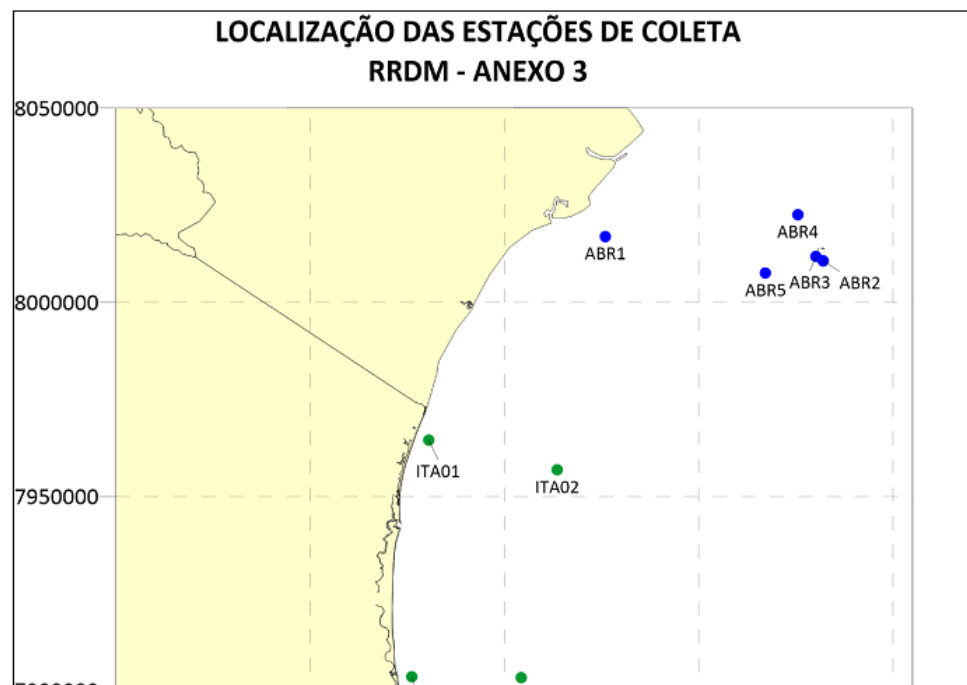 LOCALIZAÇÃO DAS ESTAÇÕES DE COLETA
RRDM - ANEXO 3
8050000
ABR4
ABR1
ABR3
ABR2
ABR5
8000000
ITA01
ITA02
7950000